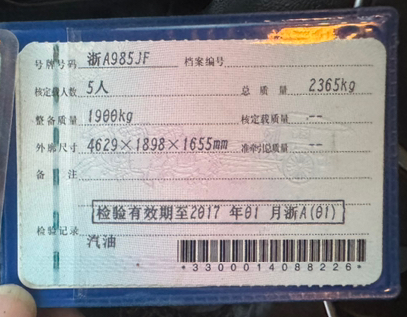 号牌号码 浙A985JF 档案编号
核定载人数 5人 总质量 2365kg
整备质量 1900kg 核定载质量 --
外廓尺寸 4629×1898×1655mm 准牵引总质量 --
备注
检验有效期至2017 年01 月浙A(01)
检验记录
汽油
*3300014088226*